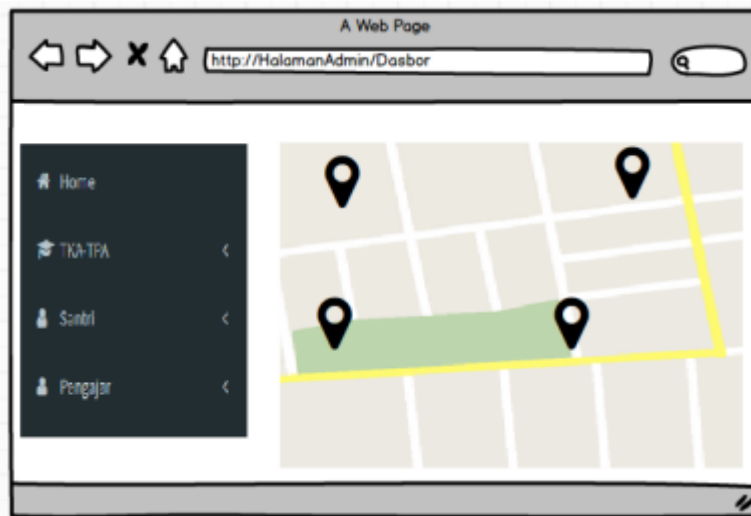 A Web Page
http://HalamanAdmin/Dasbor
Home
TKA-TPA
Santri
Pengajar